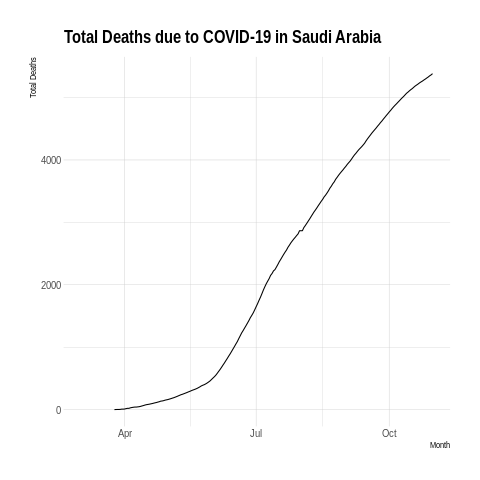 Total Deaths due to COVID-19 in Saudi Arabia
Total Deaths
4000
2000
0
Apr Jul Oct
Month